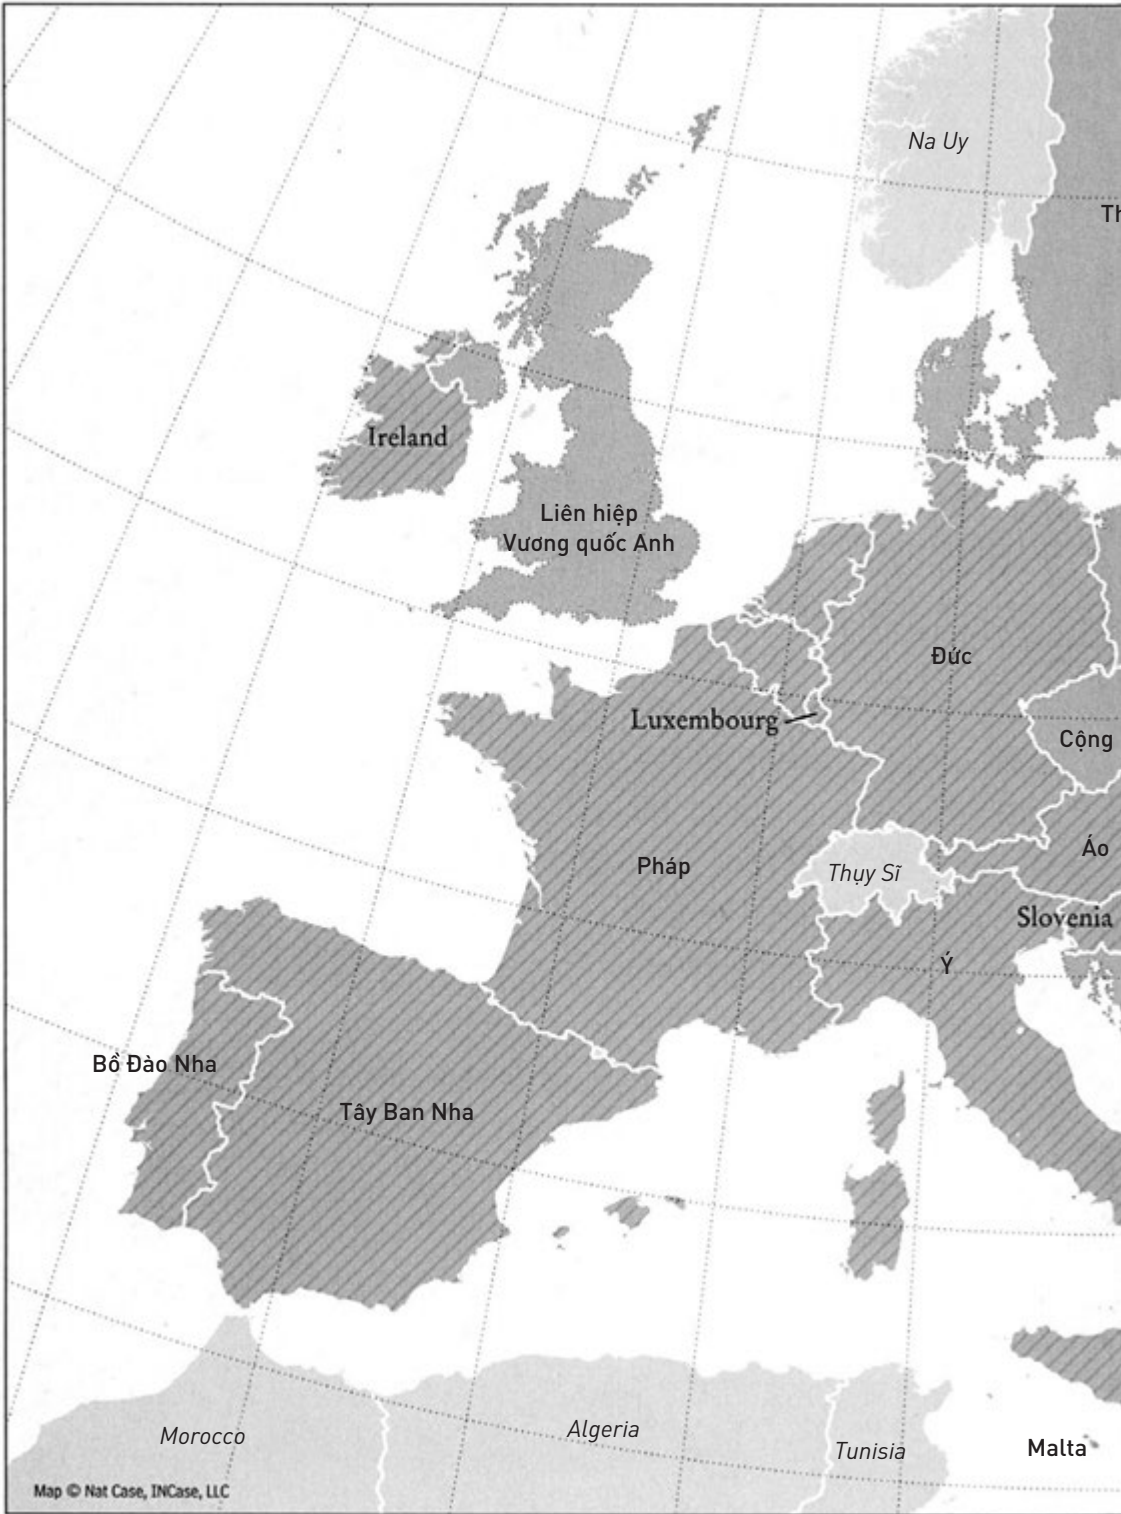 Na Uy
Th
Ireland
Liên hiệp
Vương quốc Anh
Đức
Luxembourg
Cộng
Pháp
Thụy Sĩ
Áo
Slovenia
Ý
Bồ Đào Nha
Tây Ban Nha
Morocco
Algeria
Tunisia
Malta
Map © Nat Case, INCase, LLC